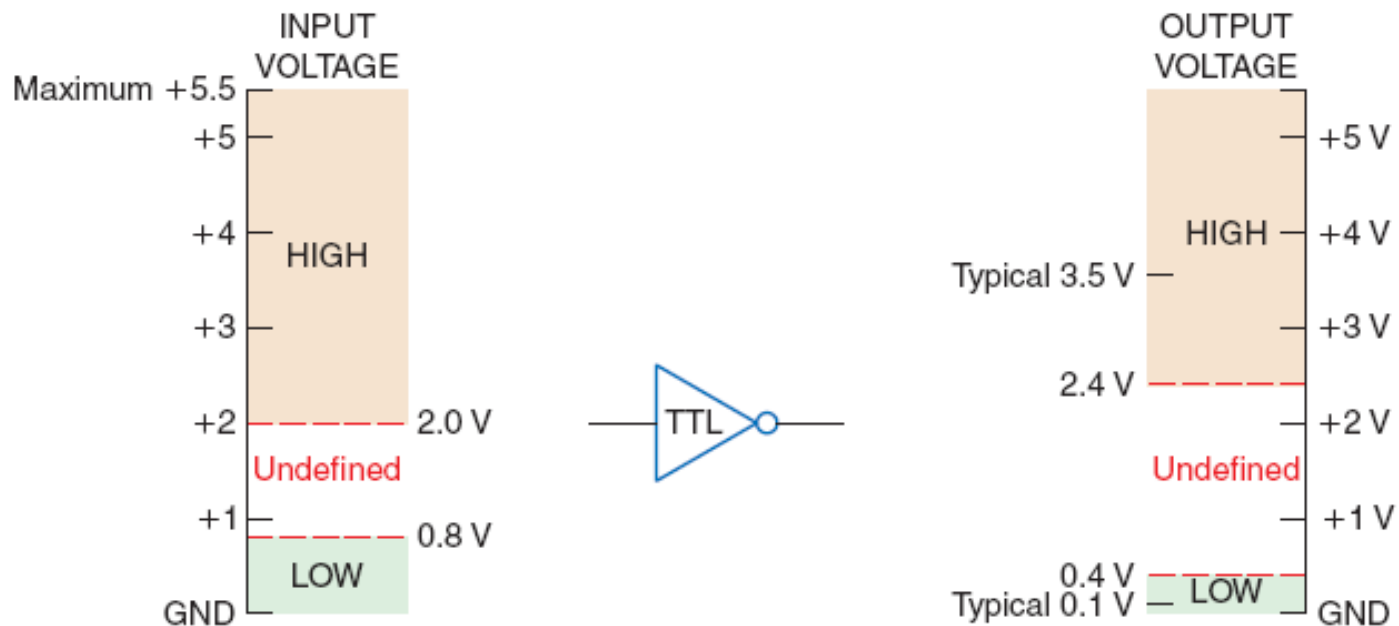 INPUT
VOLTAGE
Maximum +5.5
+5
+4
HIGH
+3
+2
2.0 V
Undefined
+1
0.8 V
LOW
GND
TTL
OUTPUT
VOLTAGE
+5 V
HIGH
+4 V
Typical 3.5 V
+3 V
2.4 V
+2 V
Undefined
+1 V
0.4 V
LOW
Typical 0.1 V
GND